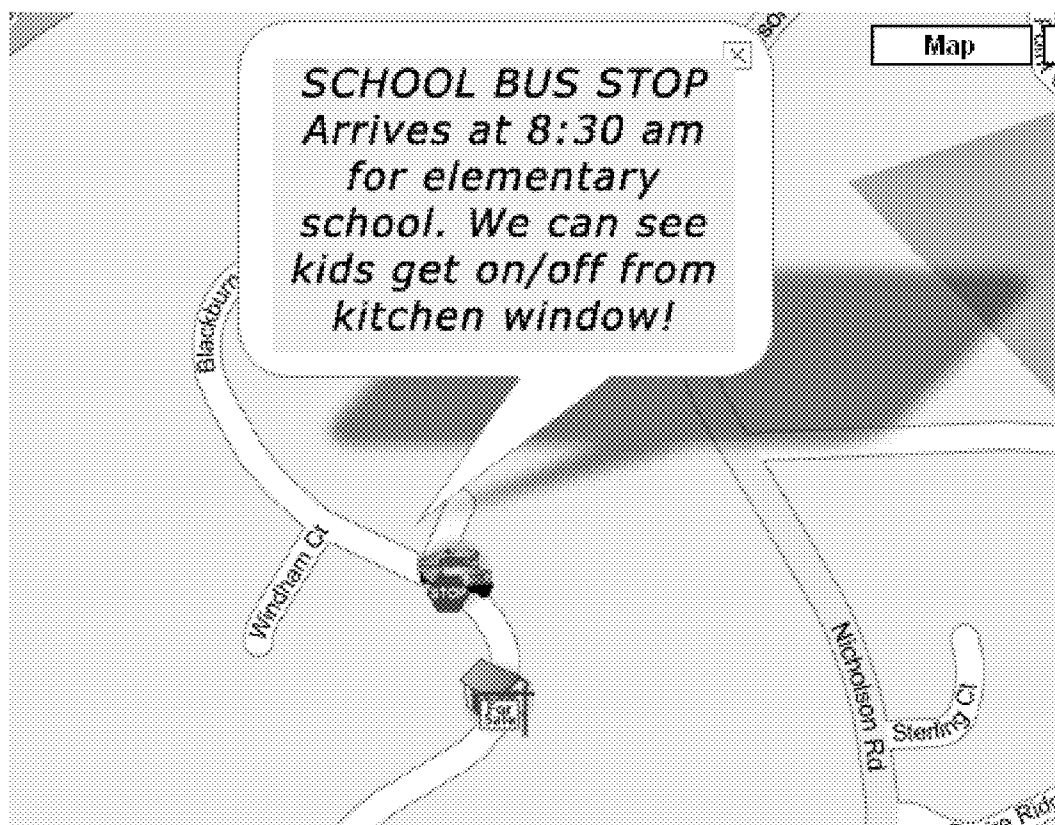 Map
SCHOOL BUS STOP
Arrives at 8:30 am
for elementary
school. We can see
kids get on/off from
kitchen window!
Blackburn
Windham Ct
For
Sale
Nicholson Rd
Sterling Ct
Ridge